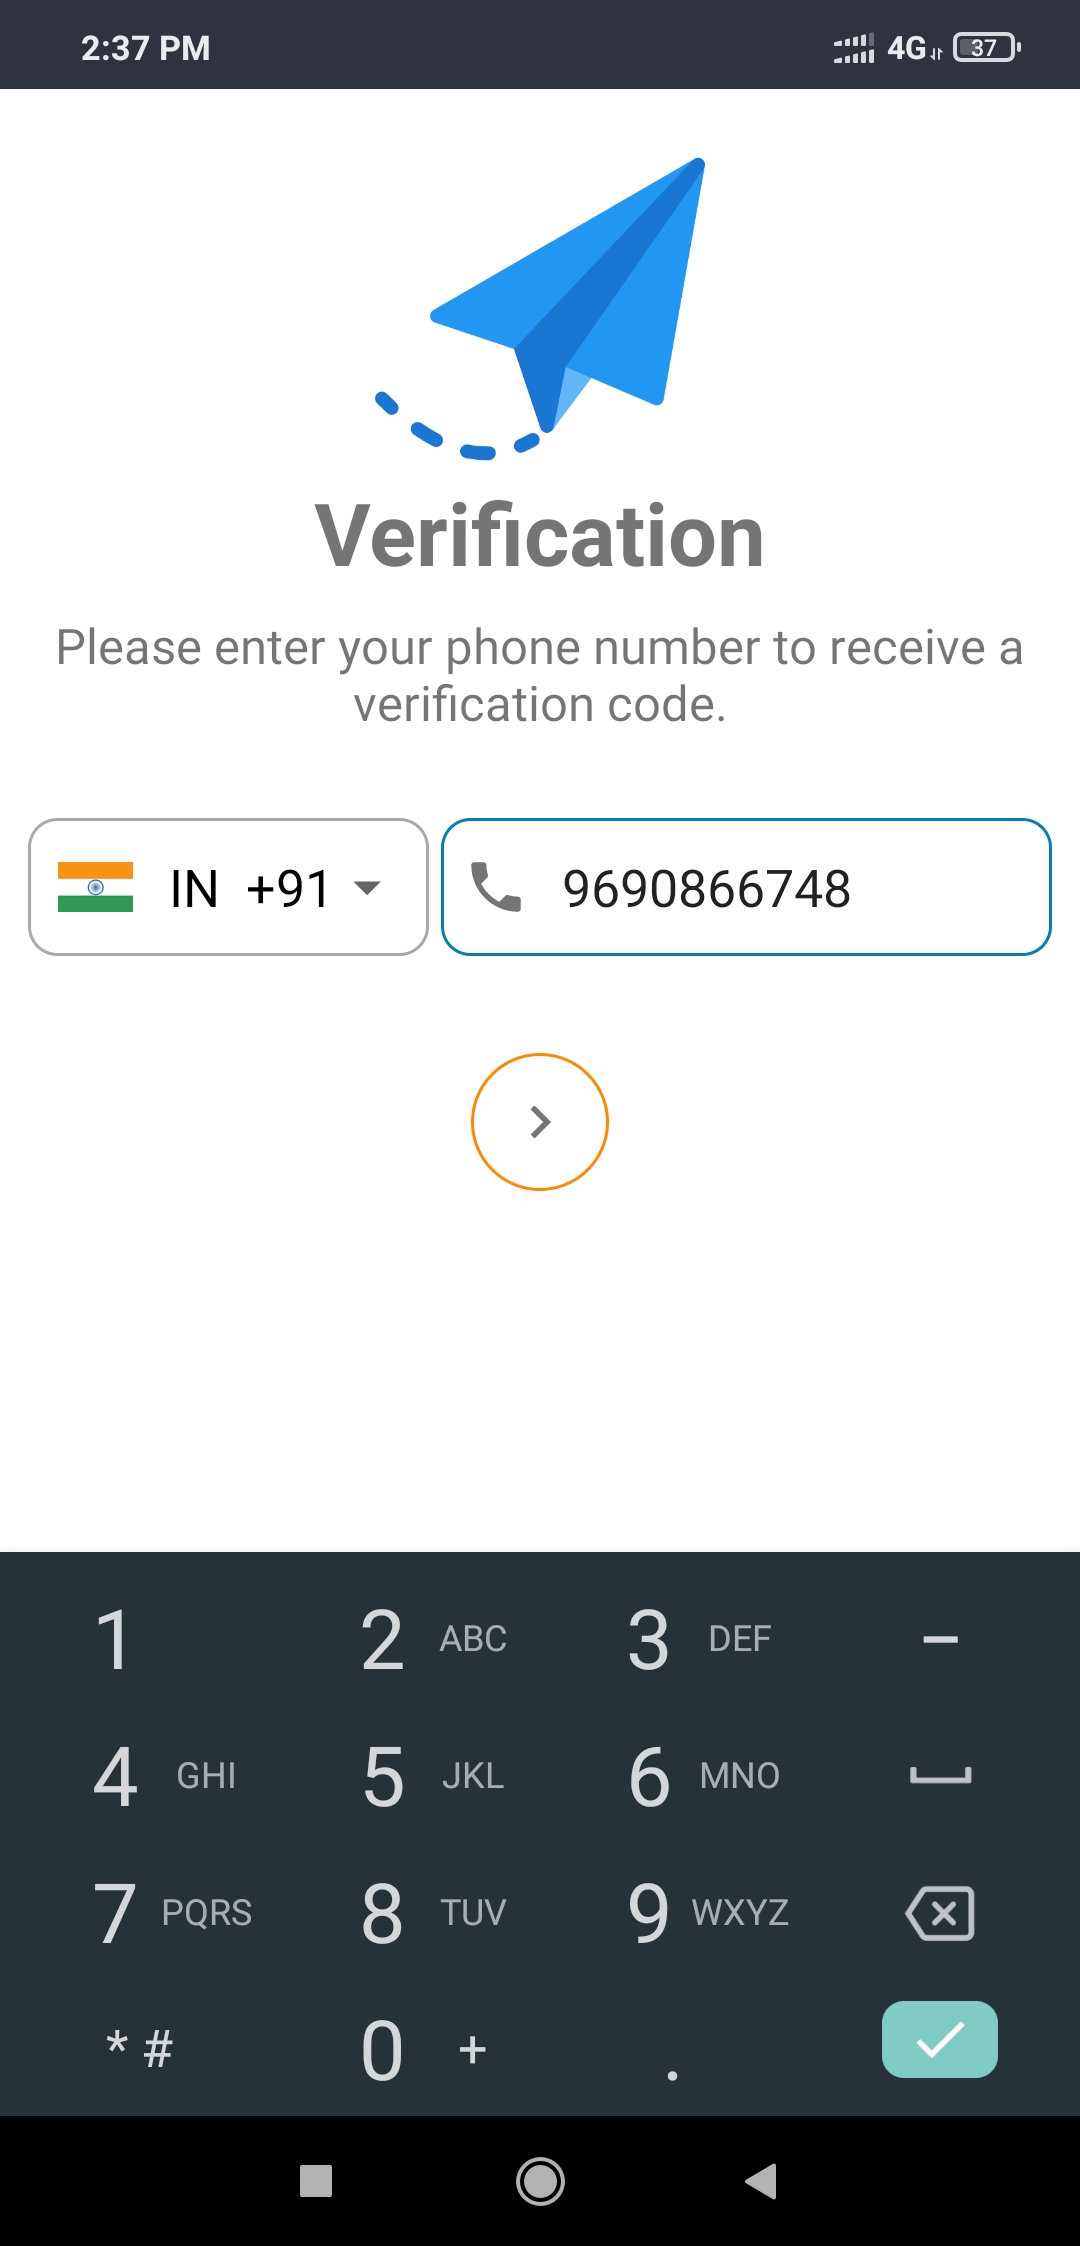 2:37 PM 4G 37
Verification
Please enter your phone number to receive a
verification code.
IN +91 9690866748
1 2 ABC 3 DEF –
4 GHI 5 JKL 6 MNO
7 PQRS 8 TUV 9 WXYZ
* # 0 + .